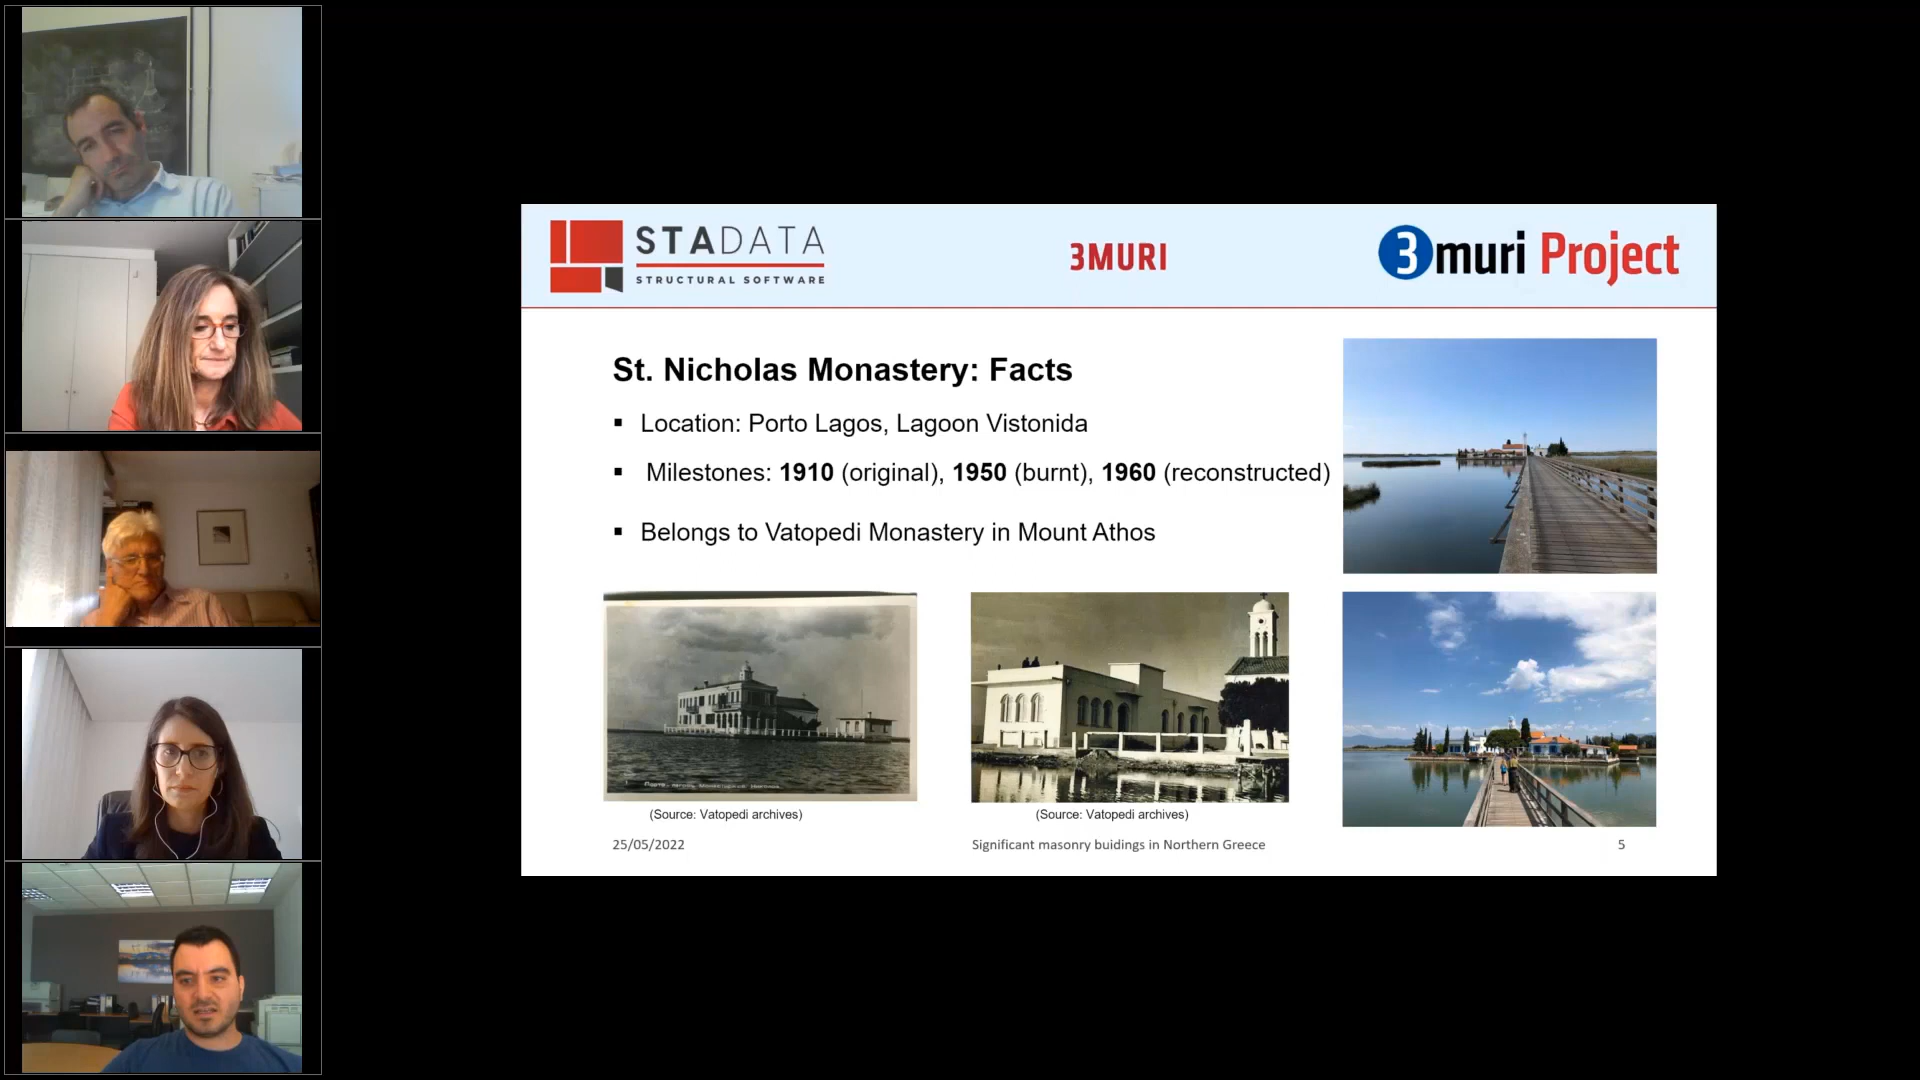 STADATA
STRUCTURAL SOFTWARE
3MURI
3muri Project
St. Nicholas Monastery: Facts
▪ Location: Porto Lagos, Lagoon Vistonida
▪ Milestones: 1910 (original), 1950 (burnt), 1960 (reconstructed)
▪ Belongs to Vatopedi Monastery in Mount Athos
(Source: Vatopedi archives)
(Source: Vatopedi archives)
25/05/2022
Significant masonry buidings in Northern Greece
5